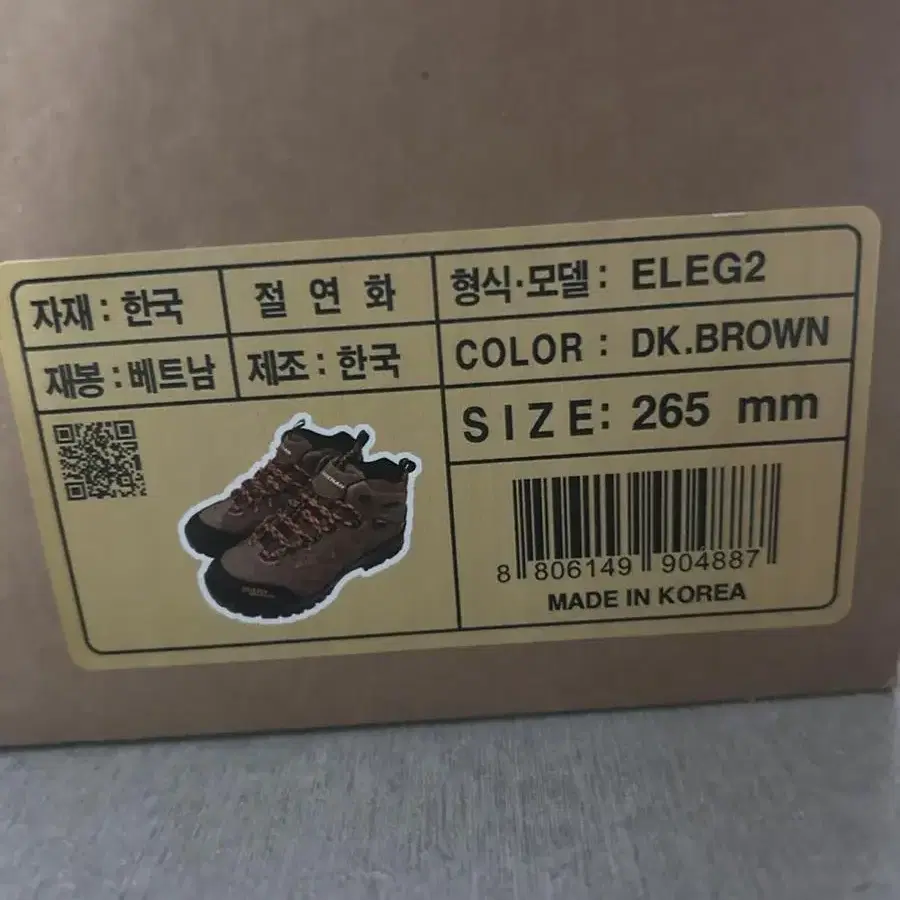 자재 : 한국
절 연 화
형식·모델 : ELEG2
재봉 : 베트남
제조 : 한국
COLOR : DK.BROWN
SIZE: 265 mm
8 806149 904887
MADE IN KOREA